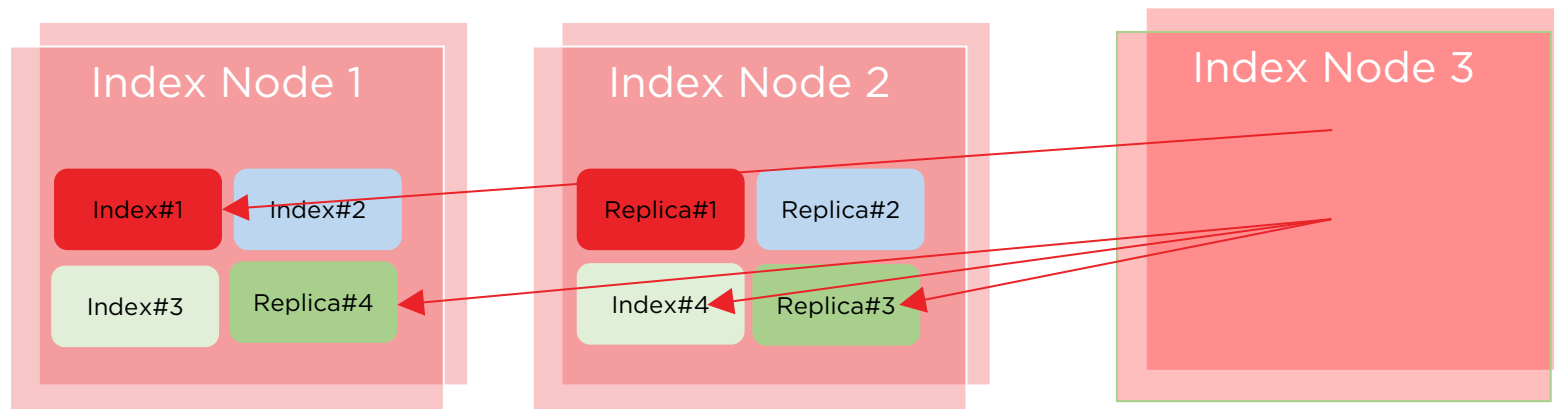 Index Node 1
Index#1
Index#2
Index#3
Replica#4
Index Node 2
Replica#1
Replica#2
Index#4
Replica#3
Index Node 3